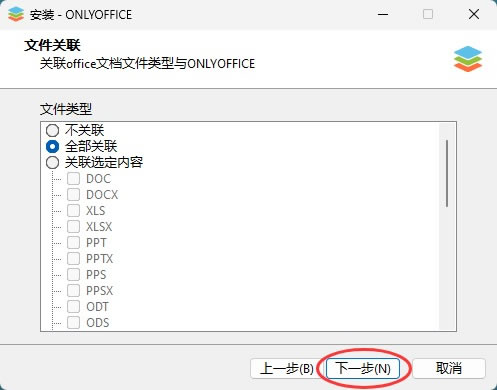 安装 - ONLYOFFICE
文件关联
关联office文档文件类型与ONLYOFFICE
文件类型
不关联
全部关联
关联选定内容
DOC
DOCX
XLS
XLSX
PPT
PPTX
PPS
PPSX
ODT
ODS
上一步(B) 下一步(N) 取消